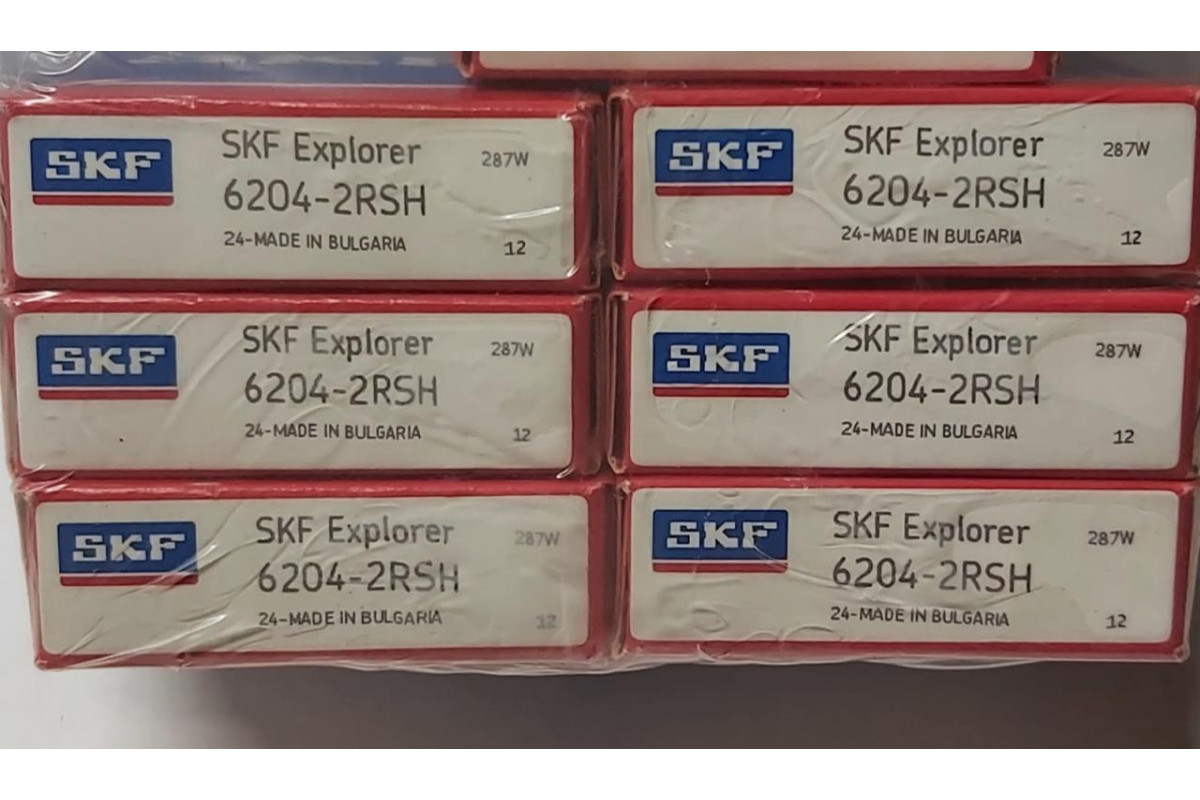 SKF
SKF Explorer
287W
6204-2RSH
24-MADE IN BULGARIA
12
SKF
SKF Explorer
287W
6204-2RSH
24-MADE IN BULGARIA
12
SKF
SKF Explorer
287W
6204-2RSH
24-MADE IN BULGARIA
12
SKF
SKF Explorer
287W
6204-2RSH
24-MADE IN BULGARIA
12
SKF
SKF Explorer
287W
6204-2RSH
24-MADE IN BULGARIA
12
SKF
SKF Explorer
287W
6204-2RSH
24-MADE IN BULGARIA
12